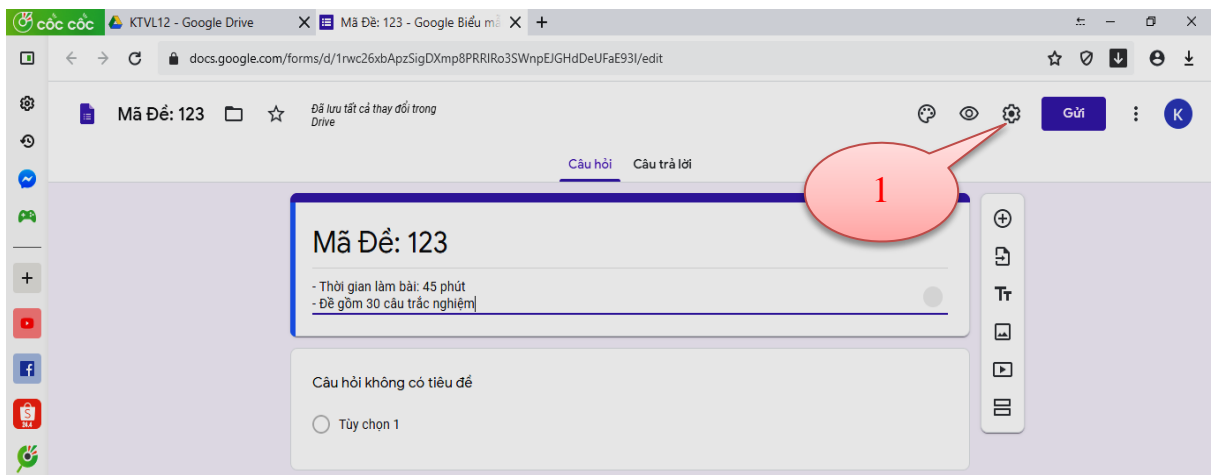 cốc cốc
KTVL12 - Google Drive
Mã Đề: 123 - Google Biểu mẫ
docs.google.com/forms/d/1rwc26xbApzSigDXmp8PRRlRo3SWnpEJGHdDeUFaE93I/edit
Mã Đề: 123
Đã lưu tất cả thay đổi trong
Drive
Gửi
K
Câu hỏi
Câu trả lời
1
Mã Đề: 123
- Thời gian làm bài: 45 phút
- Đề gồm 30 câu trắc nghiệm
Tт
Câu hỏi không có tiêu đề
Tùy chọn 1